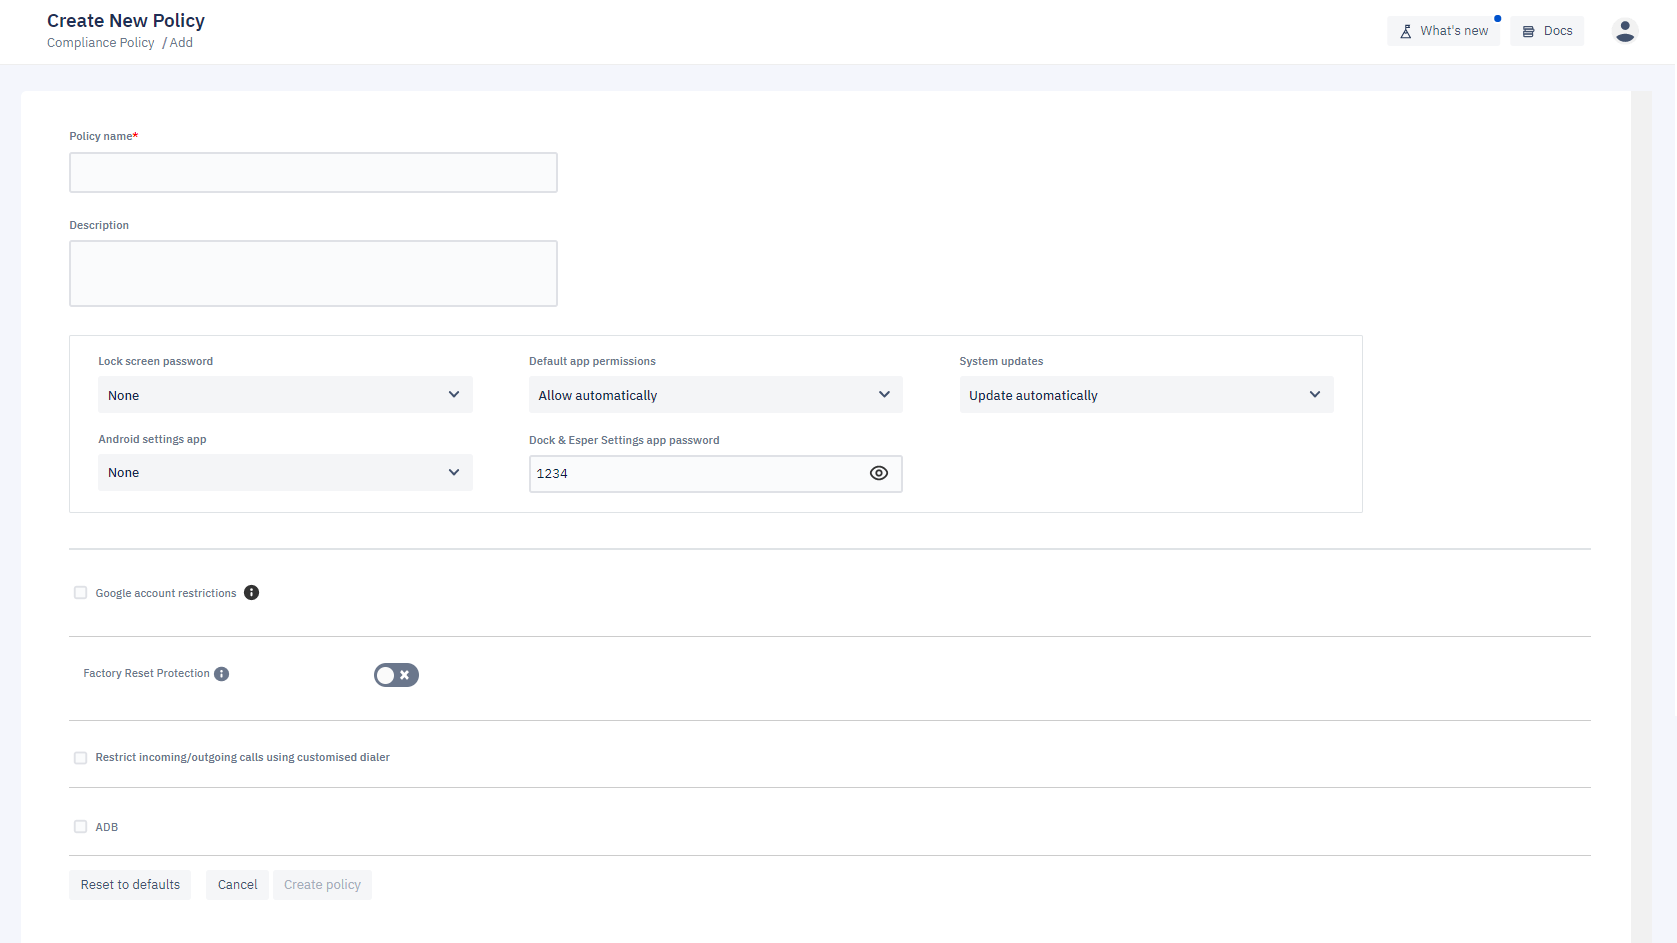 Create New Policy
Compliance Policy / Add
What's new
Docs
Policy name*
Description
Lock screen password
Default app permissions
System updates
None
Allow automatically
Update automatically
Android settings app
Dock & Esper Settings app password
None
1234
Google account restrictions
Factory Reset Protection
Restrict incoming/outgoing calls using customised dialer
ADB
Reset to defaults
Cancel
Create policy